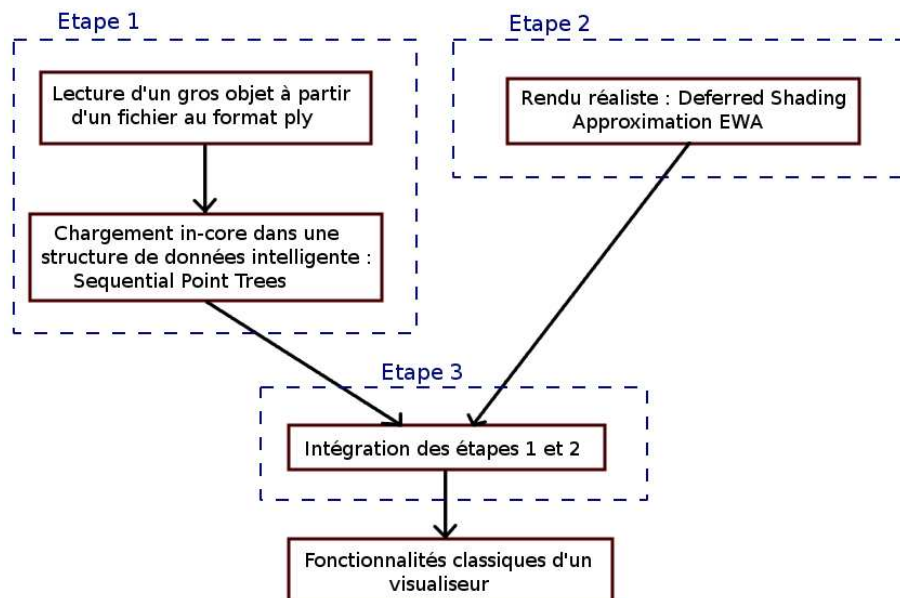 Etape 1
Lecture d'un gros objet à partir
d'un fichier au format ply
Chargement in-core dans une
structure de données intelligente :
Sequential Point Trees
Etape 2
Rendu réaliste : Deferred Shading
Approximation EWA
Etape 3
Intégration des étapes 1 et 2
Fonctionnalités classiques d'un
visualiseur